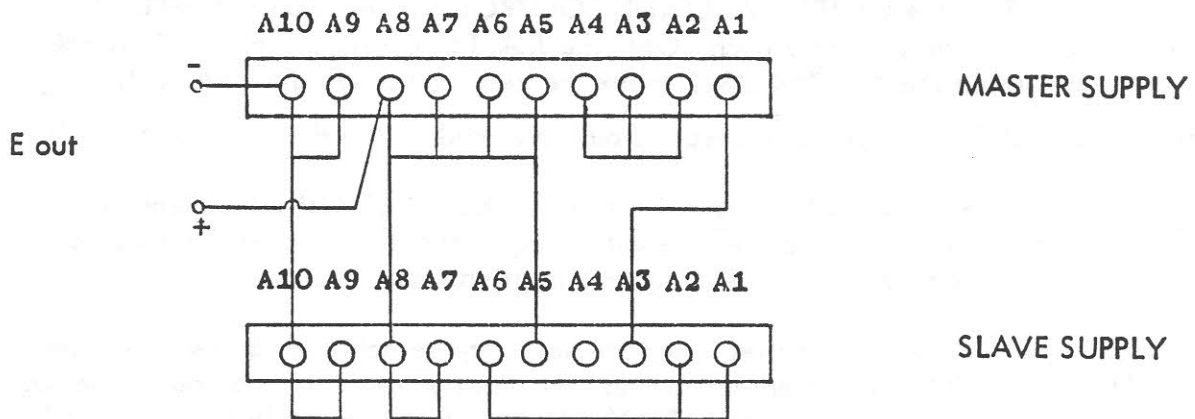 A10 A9 A8 A7 A6 A5 A4 A3 A2 A1
-
MASTER SUPPLY
E out
+
A10 A9 A8 A7 A6 A5 A4 A3 A2 A1
SLAVE SUPPLY